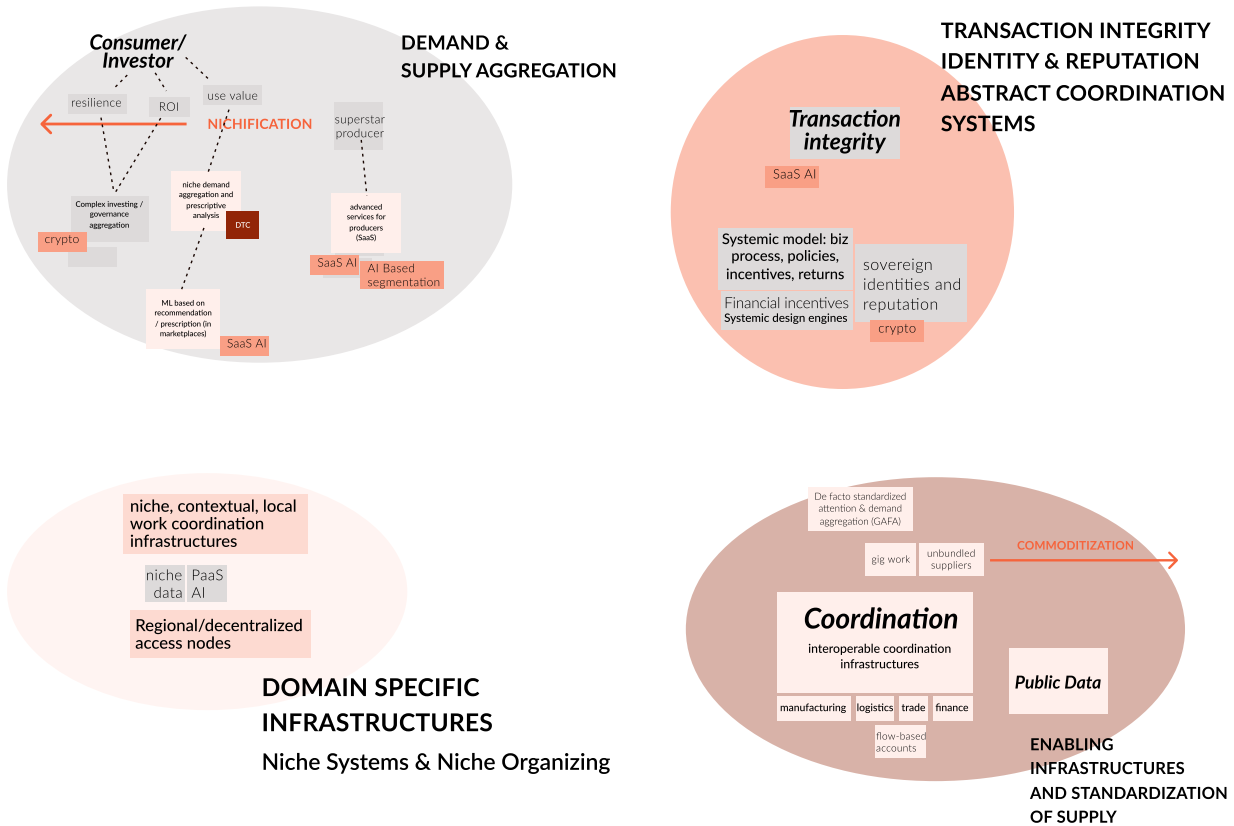 Consumer/
Investor
DEMAND &
SUPPLY AGGREGATION
resilience
ROI
use value
NICHIFICATION
superstar
producer
Complex investing /
governance
aggregation
crypto
niche demand
aggregation and
prescriptive
analysis
DTC
advanced
services for
producers
(SaaS)
SaaS AI
AI Based
segmentation
ML based on
recommendation
/ prescription (in
marketplaces)
SaaS AI
TRANSACTION INTEGRITY
IDENTITY & REPUTATION
ABSTRACT COORDINATION
SYSTEMS
Transaction
integrity
SaaS AI
Systemic model: biz
process, policies,
incentives, returns
Financial incentives
Systemic design engines
sovereign
identities and
reputation
crypto
niche, contextual, local
work coordination
infrastructures
niche
data
PaaS
AI
Regional/decentralized
access nodes
DOMAIN SPECIFIC
INFRASTRUCTURES
Niche Systems & Niche Organizing
De facto standardized
attention & demand
aggregation (GAFA)
gig work
unbundled
suppliers
COMMODITIZATION
Coordination
interoperable coordination
infrastructures
manufacturing
logistics
trade
finance
flow-based
accounts
Public Data
ENABLING
INFRASTRUCTURES
AND STANDARDIZATION
OF SUPPLY